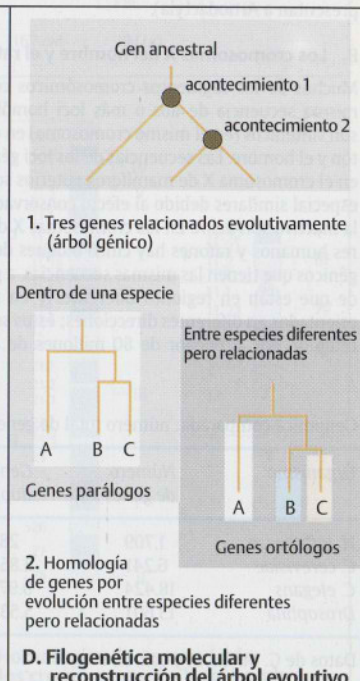 Gen ancestral
acontecimiento 1
acontecimiento 2
1. Tres genes relacionados evolutivamente
(árbol génico)
Dentro de una especie
A B C
Genes parálogos
Entre especies diferentes
pero relacionadas
A B C
Genes ortólogos
2. Homología
de genes por
evolución entre especies diferentes
pero relacionadas
D. Filogenética molecular y
reconstrucción del árbol evolutivo